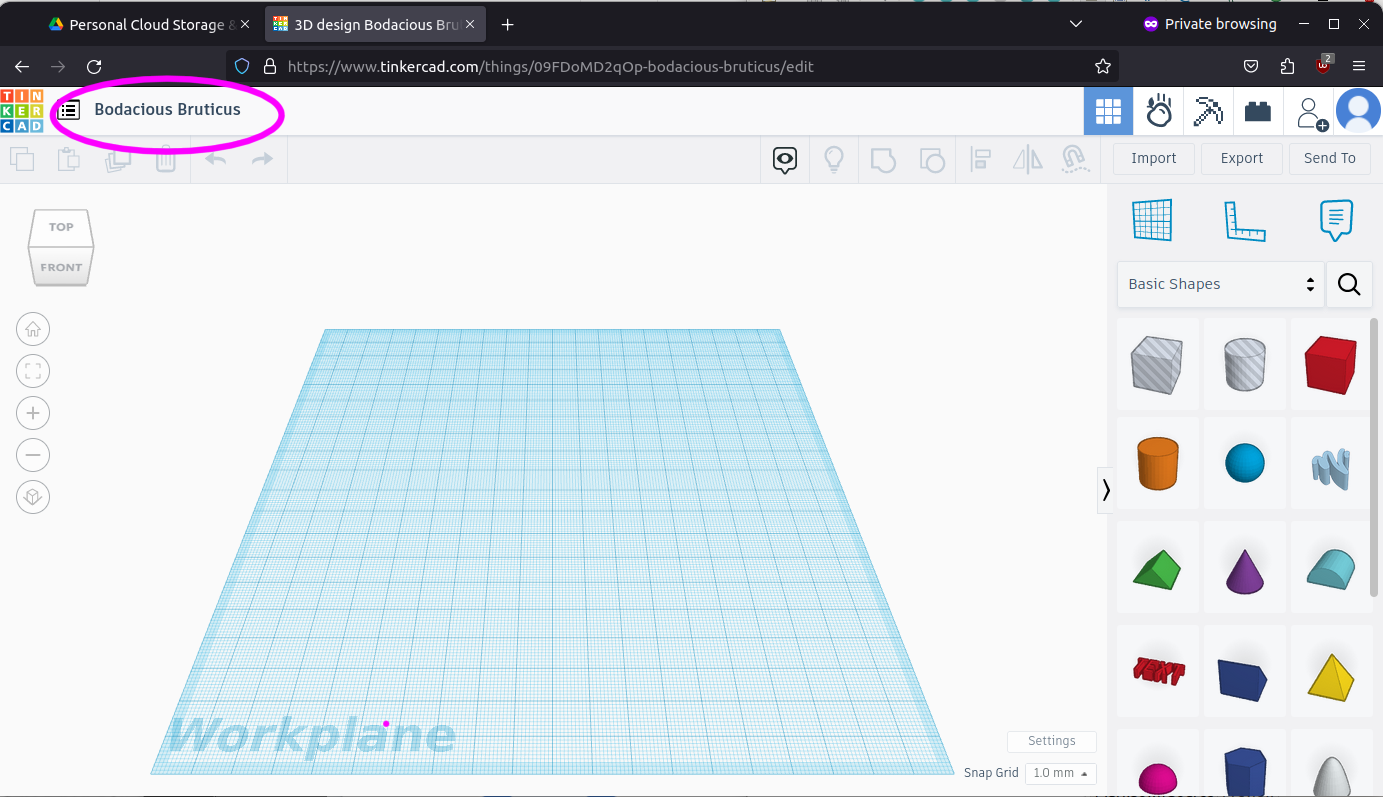 Personal Cloud Storage &
3D design Bodacious Bru
Private browsing
https://www.tinkercad.com/things/09FDoMD2qOp-bodacious-bruticus/edit
2
TIN
KER
CAD
Bodacious Bruticus
Import
Export
Send To
TOP
FRONT
Basic Shapes
TEXT
Workplane
Settings
Snap Grid
1.0 mm